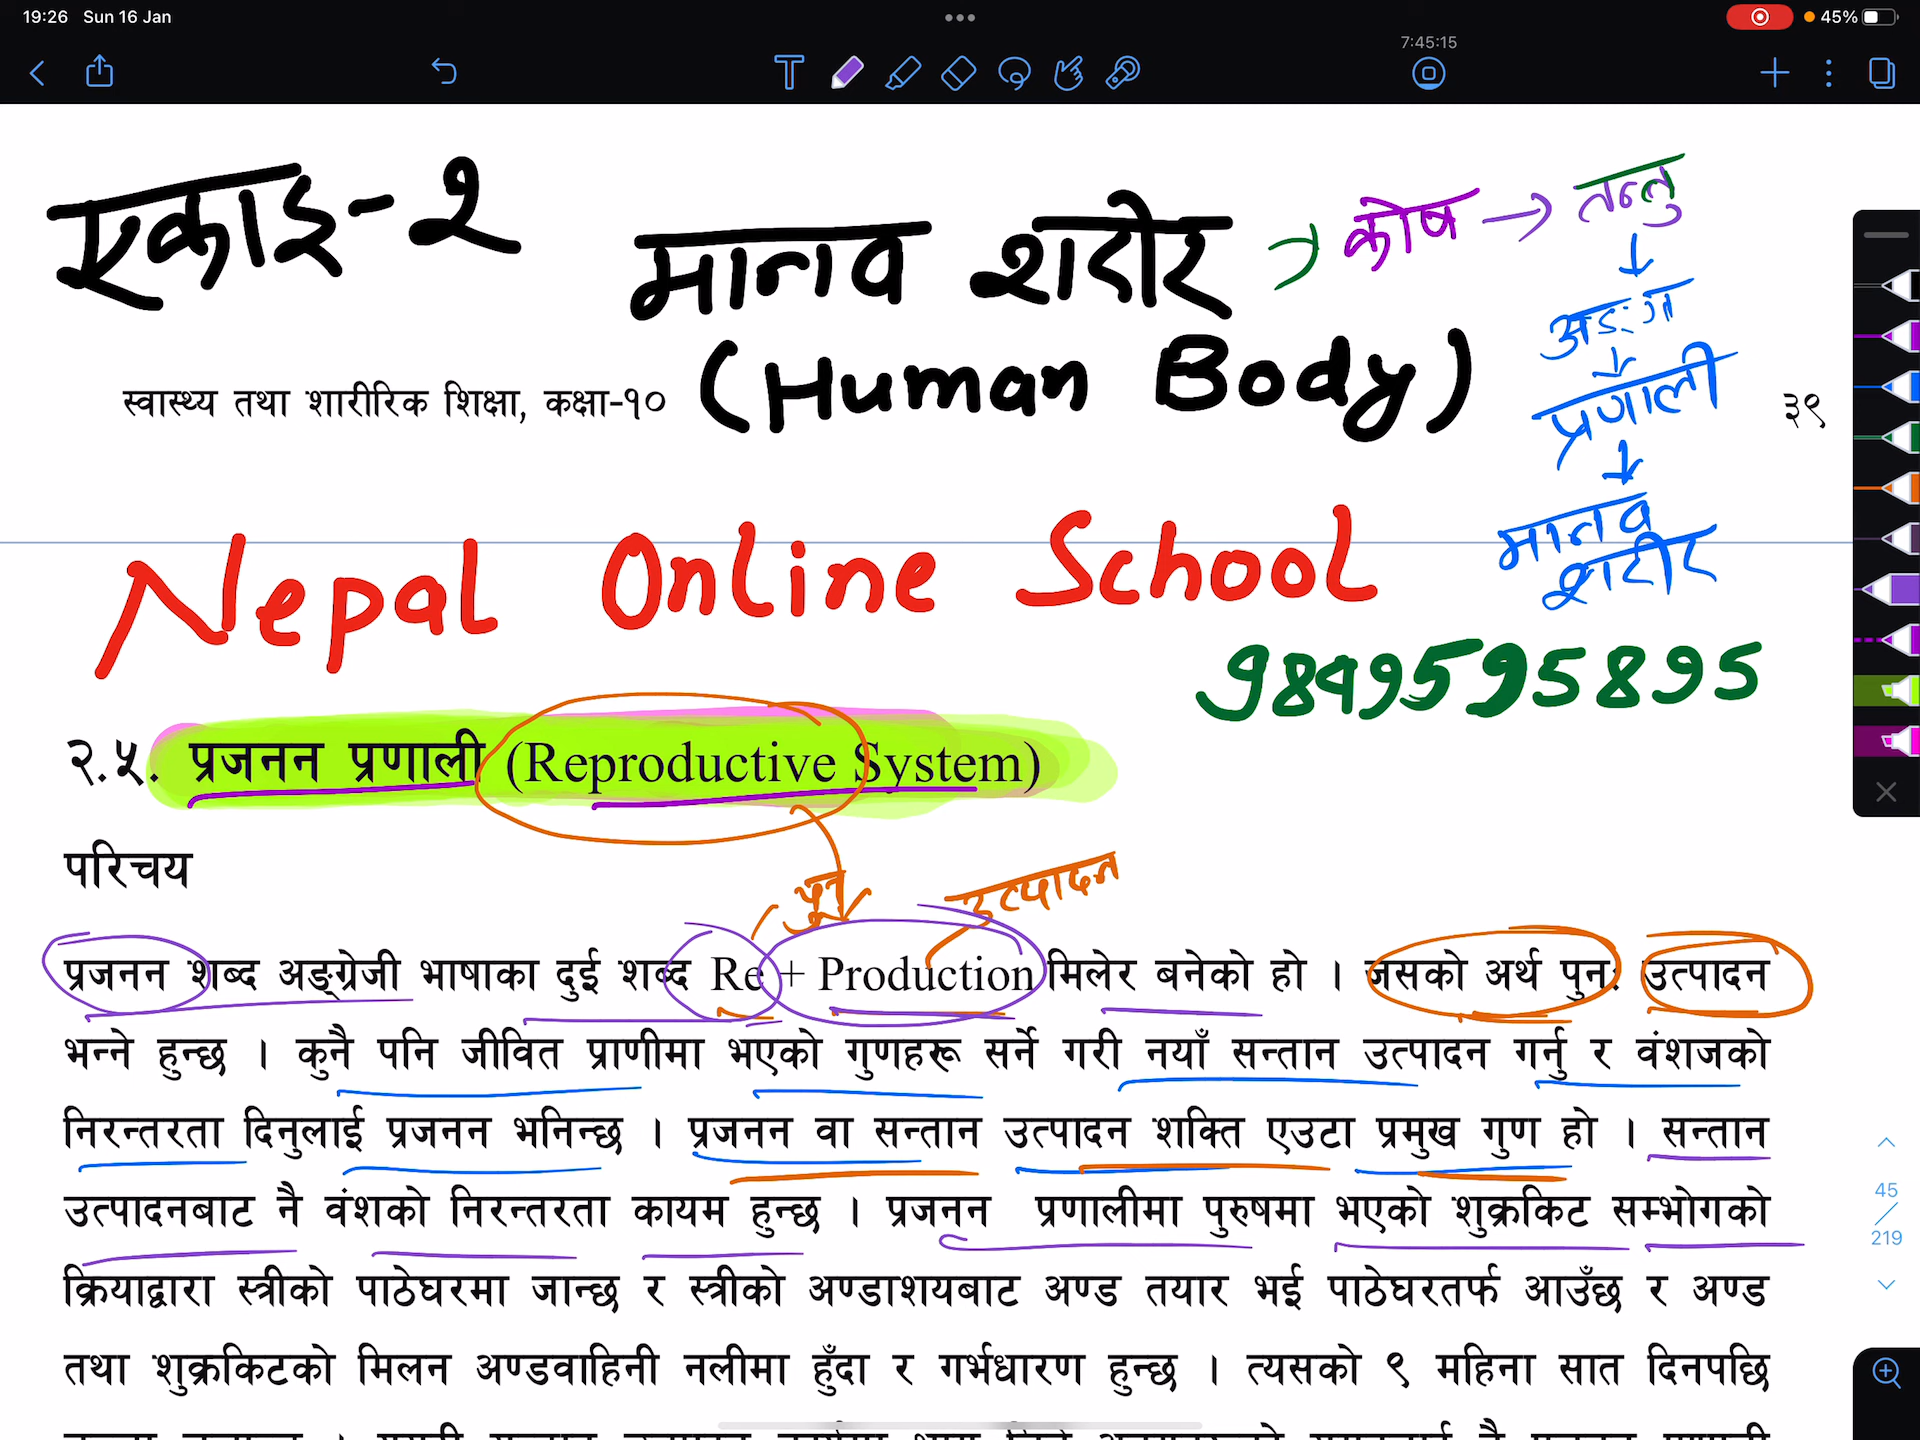 19:26 Sun 16 Jan
45%
7:45:15
एकाइ-२
मानव शरीर → कोष → तन्तु
↓
अङ्ग
↓
(Human Body)
प्रणाली
↓
मानव
शरीर
स्वास्थ्य तथा शारीरिक शिक्षा, कक्षा-१०
३९
Nepal Online School
9849595895
२.५. प्रजनन प्रणाली (Reproductive System)
परिचय
पुन
उत्पादन
प्रजनन शब्द अङ्ग्रेजी भाषाका दुई शब्द Re + Production मिलेर बनेको हो । जसको अर्थ पुनः उत्पादन
भन्ने हुन्छ । कुनै पनि जीवित प्राणीमा भएको गुणहरू सर्ने गरी नयाँ सन्तान उत्पादन गर्नु र वंशजको
निरन्तरता दिनुलाई प्रजनन भनिन्छ । प्रजनन वा सन्तान उत्पादन शक्ति एउटा प्रमुख गुण हो । सन्तान
उत्पादनबाट नै वंशको निरन्तरता कायम हुन्छ । प्रजनन प्रणालीमा पुरुषमा भएको शुक्रकिट सम्भोगको
क्रियाद्वारा स्त्रीको पाठेघरमा जान्छ र स्त्रीको अण्डाशयबाट अण्ड तयार भई पाठेघरतर्फ आउँछ र अण्ड
तथा शुक्रकिटको मिलन अण्डवाहिनी नलीमा हुँदा र गर्भधारण हुन्छ । त्यसको ९ महिना सात दिनपछि
45
219